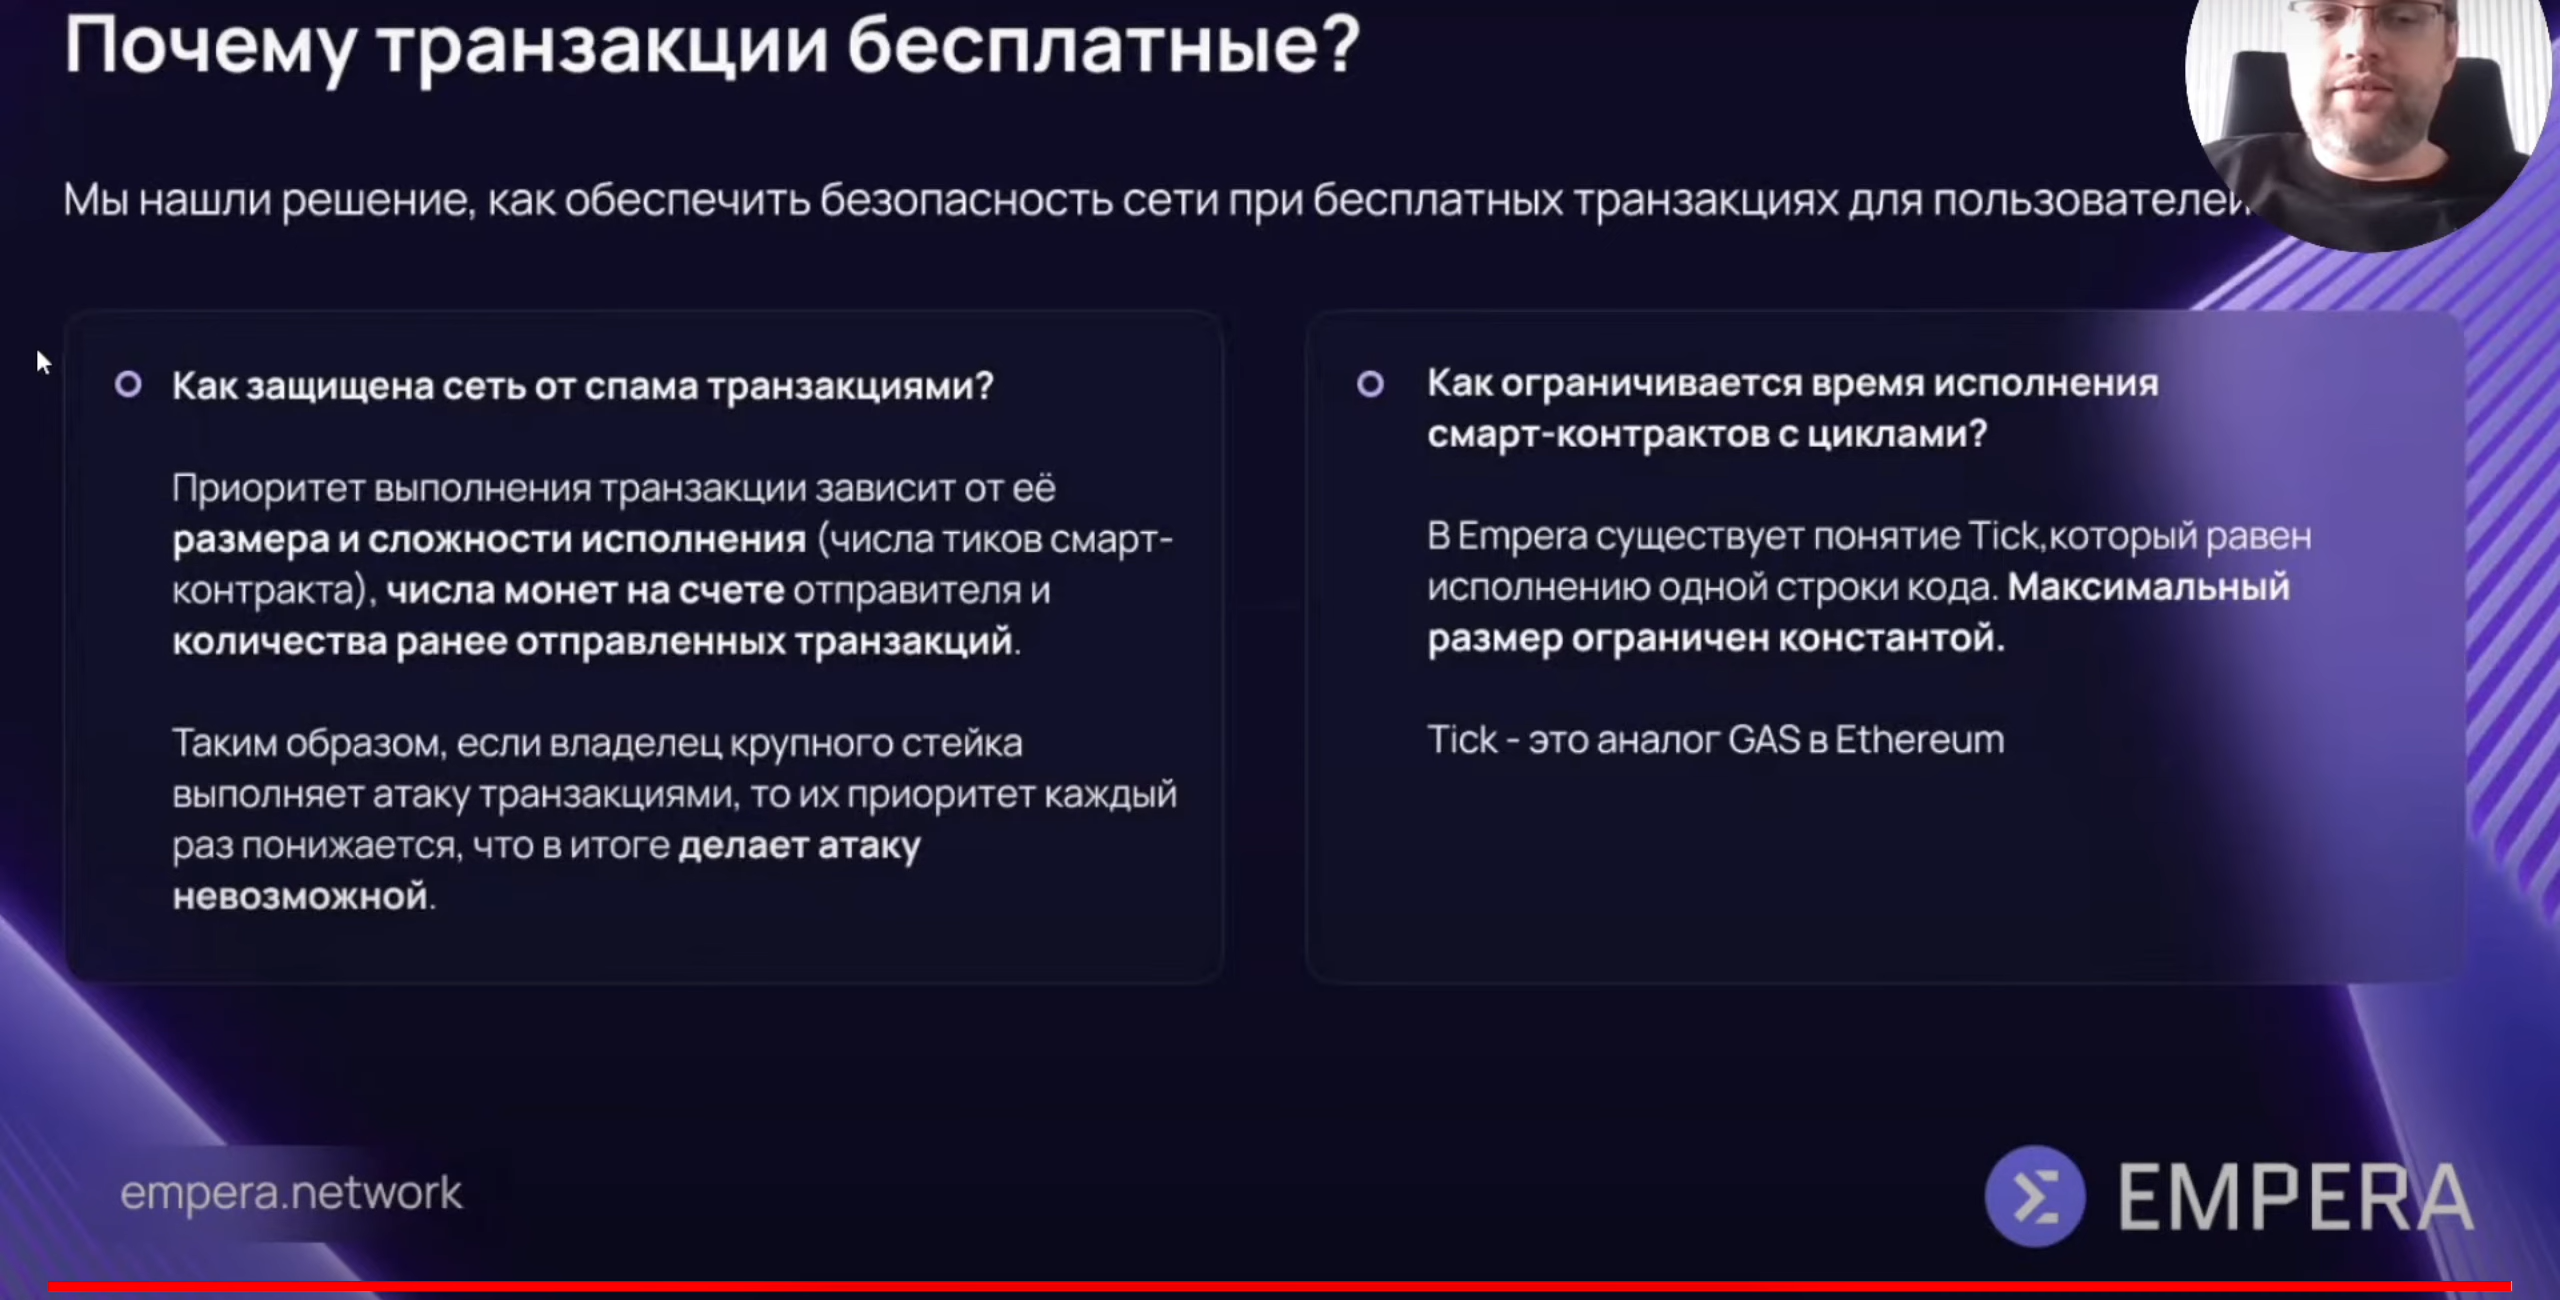 Почему транзакции бесплатные?
Мы нашли решение, как обеспечить безопасность сети при бесплатных транзакциях для пользователей
Как защищена сеть от спама транзакциями?
Приоритет выполнения транзакции зависит от её
размера и сложности исполнения (числа тиков смарт-
контракта), числа монет на счете отправителя и
количества ранее отправленных транзакций.
Таким образом, если владелец крупного стейка
выполняет атаку транзакциями, то их приоритет каждый
раз понижается, что в итоге делает атаку
невозможной.
Как ограничивается время исполнения
смарт-контрактов с циклами?
В Empera существует понятие Tick,который равен
исполнению одной строки кода. Максимальный
размер ограничен константой.
Tick - это аналог GAS в Ethereum
empera.network
EMPERA